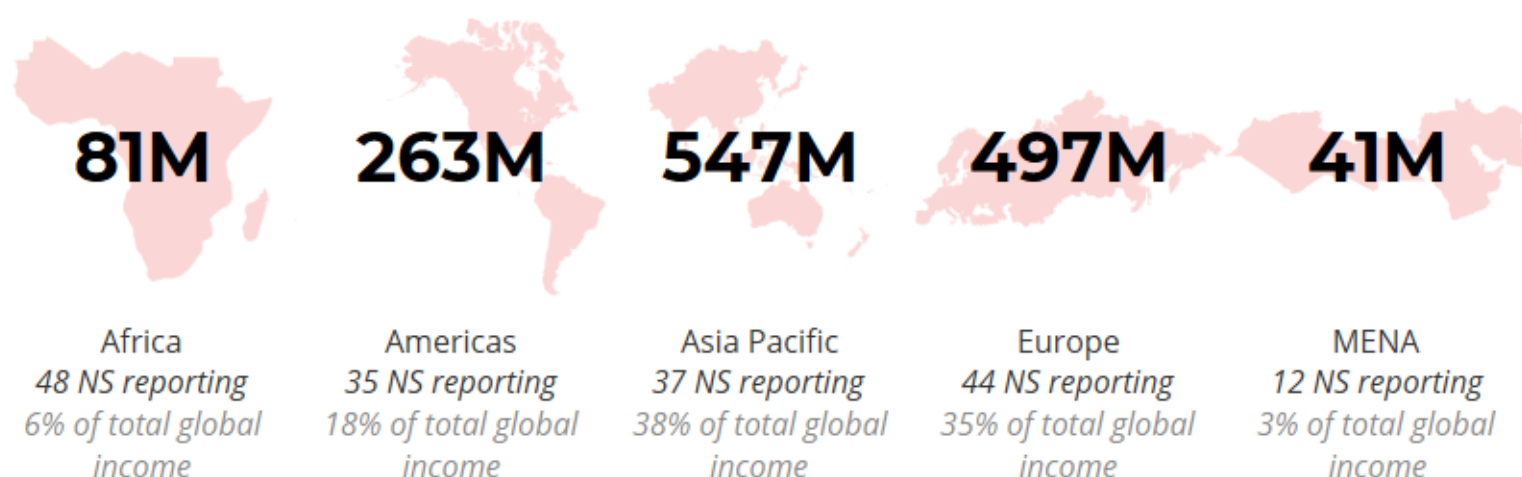 81M
263M
547M
497M
41M
Africa
48 NS reporting
6% of total global
income
Americas
35 NS reporting
18% of total global
income
Asia Pacific
37 NS reporting
38% of total global
income
Europe
44 NS reporting
35% of total global
income
MENA
12 NS reporting
3% of total global
income